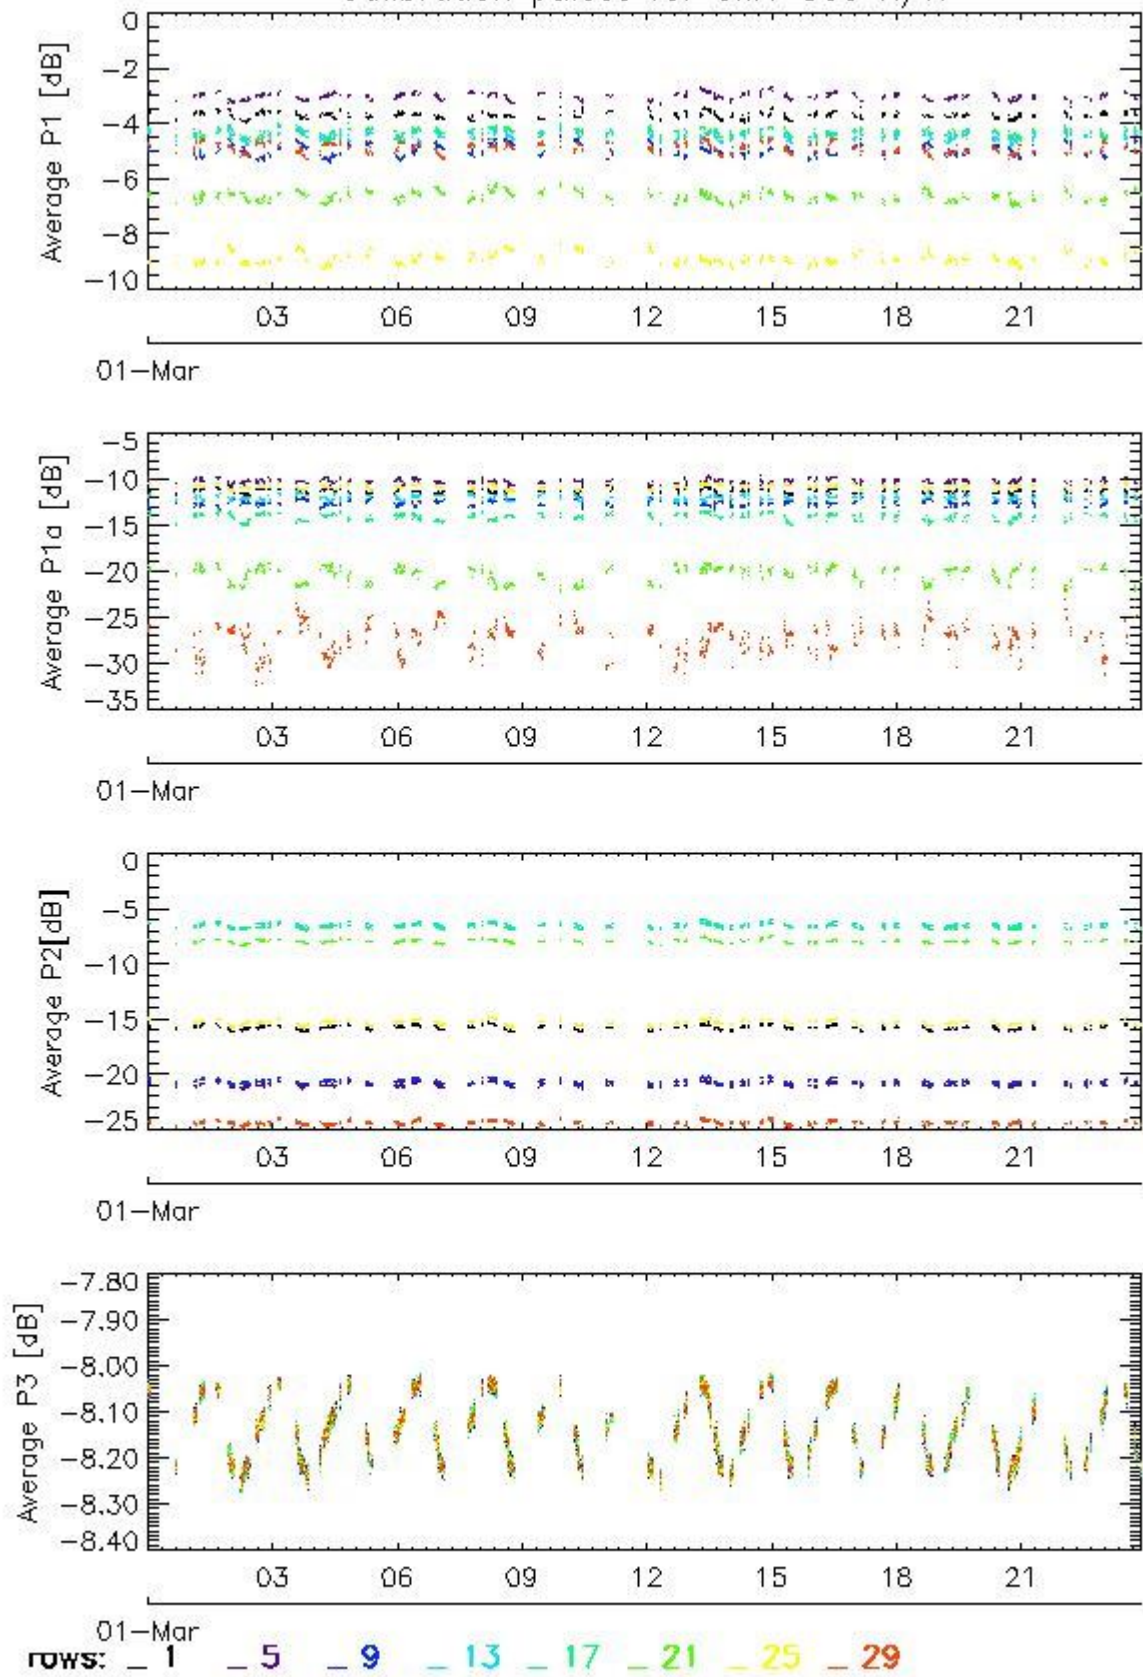 0
−2
−4
−6
−8
−10
Average P1 [dB]
03 06 09 12 15 18 21
01−Mar
−5
−10
−15
−20
−25
−30
−35
Average P1a [dB]
03 06 09 12 15 18 21
01−Mar
0
−5
−10
−15
−20
−25
Average P2[dB]
03 06 09 12 15 18 21
01−Mar
−7.80
−7.90
−8.00
−8.10
−8.20
−8.30
−8.40
Average P3 [dB]
03 06 09 12 15 18 21
01−Mar
rows: _ 1 _ 5 _ 9 _ 13 _ 17 _ 21 _ 25 _ 29